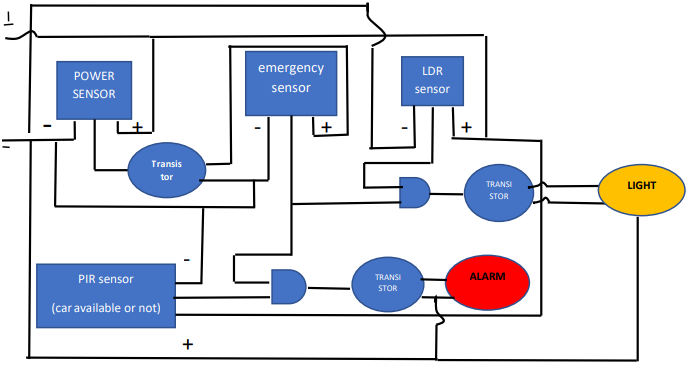 POWER
SENSOR
emergency
sensor
LDR
sensor
-
+
-
+
-
+
Transis
tor
TRANSI
STOR
LIGHT
PIR sensor
(car available or not)
-
+
TRANSI
STOR
ALARM